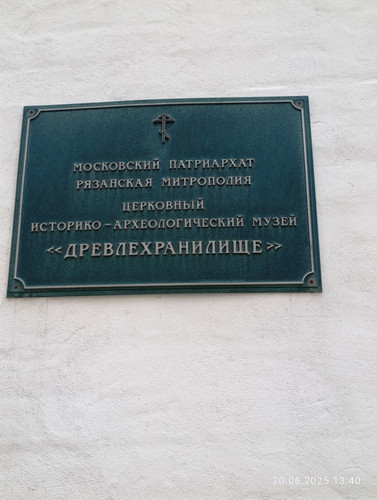 МОСКОВСКИЙ ПАТРИАРХАТ
РЯЗАНСКАЯ МИТРОПОЛИЯ
ЦЕРКОВНЫЙ
ИСТОРИКО-АРХЕОЛОГИЧЕСКИЙ МУЗЕЙ
«ДРЕВЛЕХРАНИЛИЩЕ»
20.06.2025 13:40